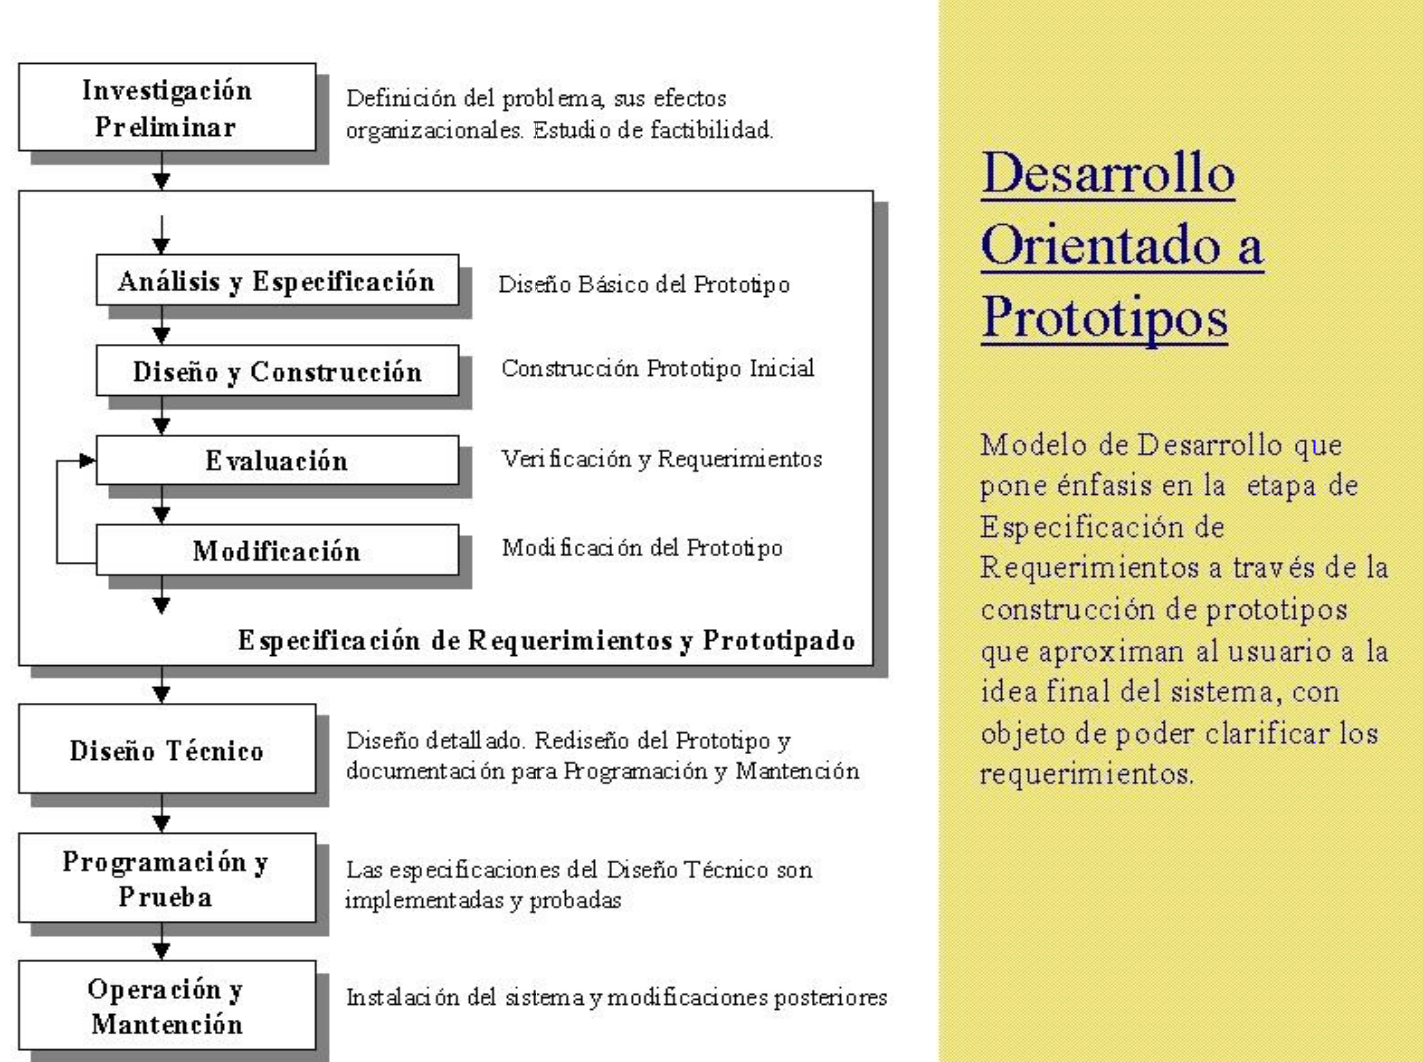 Investigación
Preliminar
Definición del problema, sus efectos
organizacionales. Estudio de factibilidad.
Análisis y Especificación
Diseño Básico del Prototipo
Diseño y Construcción
Construcción Prototipo Inicial
Evaluación
Verificación y Requerimientos
Modificación
Modificación del Prototipo
Especificación de Requerimientos y Prototipado
Diseño Técnico
Diseño detallado. Rediseño del Prototipo y
documentación para Programación y Mantención
Programación y
Prueba
Las especificaciones del Diseño Técnico son
implementadas y probadas
Operación y
Mantención
Instalación del sistema y modificaciones posteriores
Desarrollo
Orientado a
Prototipos
Modelo de Desarrollo que
pone énfasis en la etapa de
Especificación de
Requerimientos a través de la
construcción de prototipos
que aproximan al usuario a la
idea final del sistema, con
objeto de poder clarificar los
requerimientos.